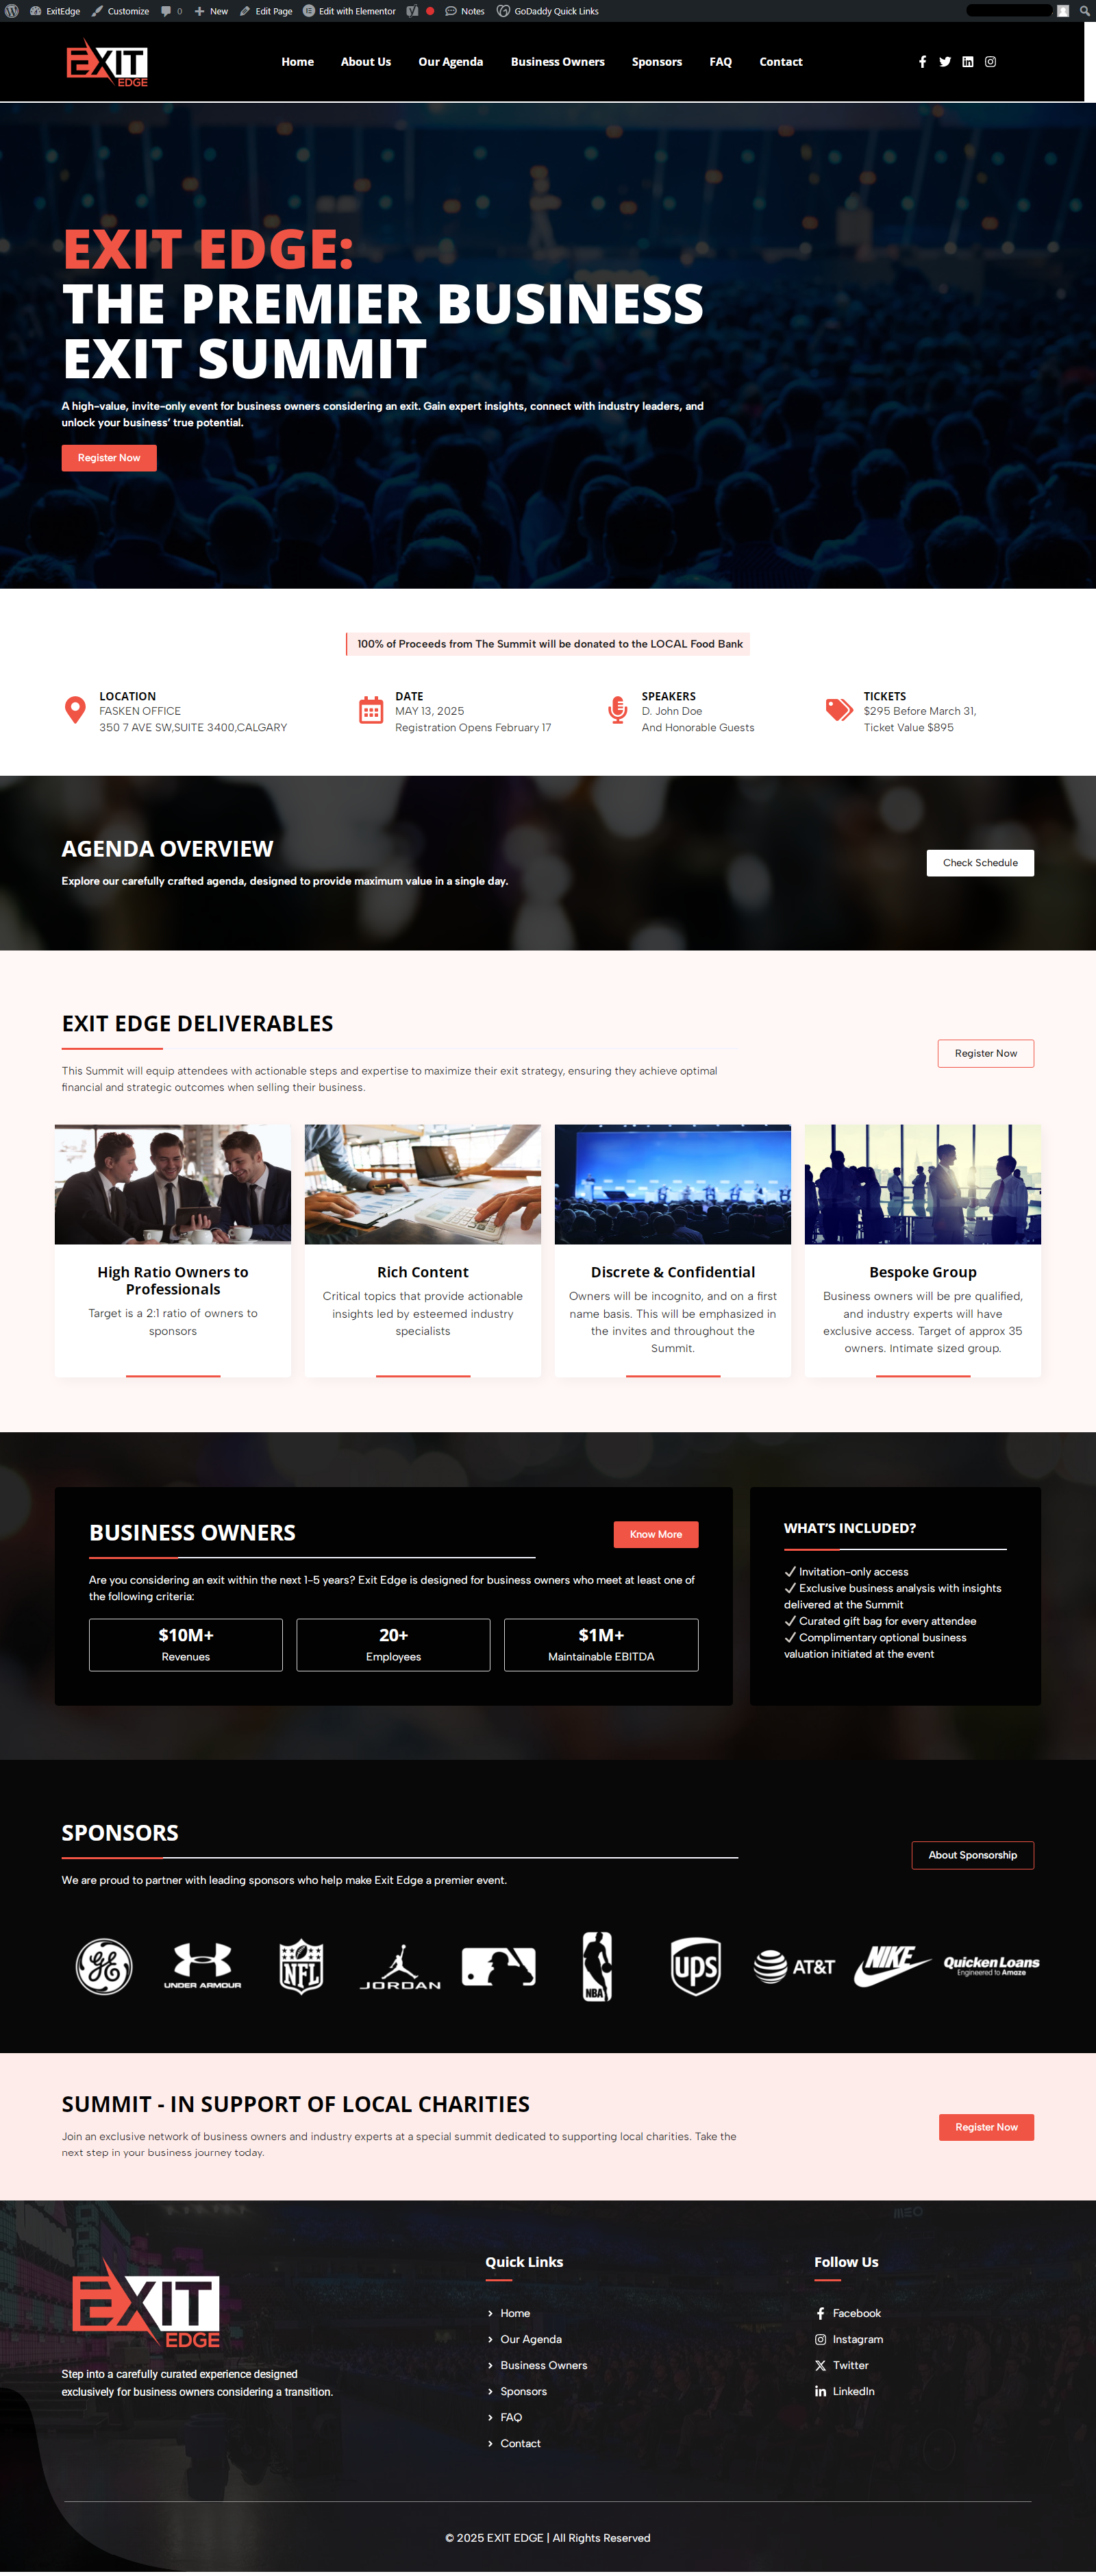 ExitEdge Customize 0 New Edit Page Edit with Elementor Notes GoDaddy Quick Links
EXIT
EDGE
Home About Us Our Agenda Business Owners Sponsors FAQ Contact
EXIT EDGE:
THE PREMIER BUSINESS
EXIT SUMMIT
A high-value, invite-only event for business owners considering an exit. Gain expert insights, connect with industry leaders, and
unlock your business' true potential.
Register Now
100% of Proceeds from The Summit will be donated to the LOCAL Food Bank
LOCATION
FASKEN OFFICE
350 7 AVE SW,SUITE 3400,CALGARY
DATE
MAY 13, 2025
Registration Opens February 17
SPEAKERS
D. John Doe
And Honorable Guests
TICKETS
$295 Before March 31,
Ticket Value $895
AGENDA OVERVIEW
Explore our carefully crafted agenda, designed to provide maximum value in a single day.
Check Schedule
EXIT EDGE DELIVERABLES
This Summit will equip attendees with actionable steps and expertise to maximize their exit strategy, ensuring they achieve optimal
financial and strategic outcomes when selling their business.
Register Now
High Ratio Owners to
Professionals
Target is a 2:1 ratio of owners to
sponsors
Rich Content
Critical topics that provide actionable
insights led by esteemed industry
specialists
Discrete & Confidential
Owners will be incognito, and on a first
name basis. This will be emphasized in
the invites and throughout the
Summit.
Bespoke Group
Business owners will be pre qualified,
and industry experts will have
exclusive access. Target of approx 35
owners. Intimate sized group.
BUSINESS OWNERS
Know More
Are you considering an exit within the next 1-5 years? Exit Edge is designed for business owners who meet at least one of
the following criteria:
$10M+
Revenues
20+
Employees
$1M+
Maintainable EBITDA
WHAT'S INCLUDED?
✓ Invitation-only access
✓ Exclusive business analysis with insights
delivered at the Summit
✓ Curated gift bag for every attendee
✓ Complimentary optional business
valuation initiated at the event
SPONSORS
We are proud to partner with leading sponsors who help make Exit Edge a premier event.
About Sponsorship
GE
UNDER ARMOUR
NFL
JORDAN
NBA
UPS
AT&T
NIKE
Quicken Loans
Engineered to Amaze
SUMMIT - IN SUPPORT OF LOCAL CHARITIES
Join an exclusive network of business owners and industry experts at a special summit dedicated to supporting local charities. Take the
next step in your business journey today.
Register Now
EXIT
EDGE
Step into a carefully curated experience designed
exclusively for business owners considering a transition.
Quick Links
Home
Our Agenda
Business Owners
Sponsors
FAQ
Contact
Follow Us
Facebook
Instagram
Twitter
LinkedIn
© 2025 EXIT EDGE | All Rights Reserved